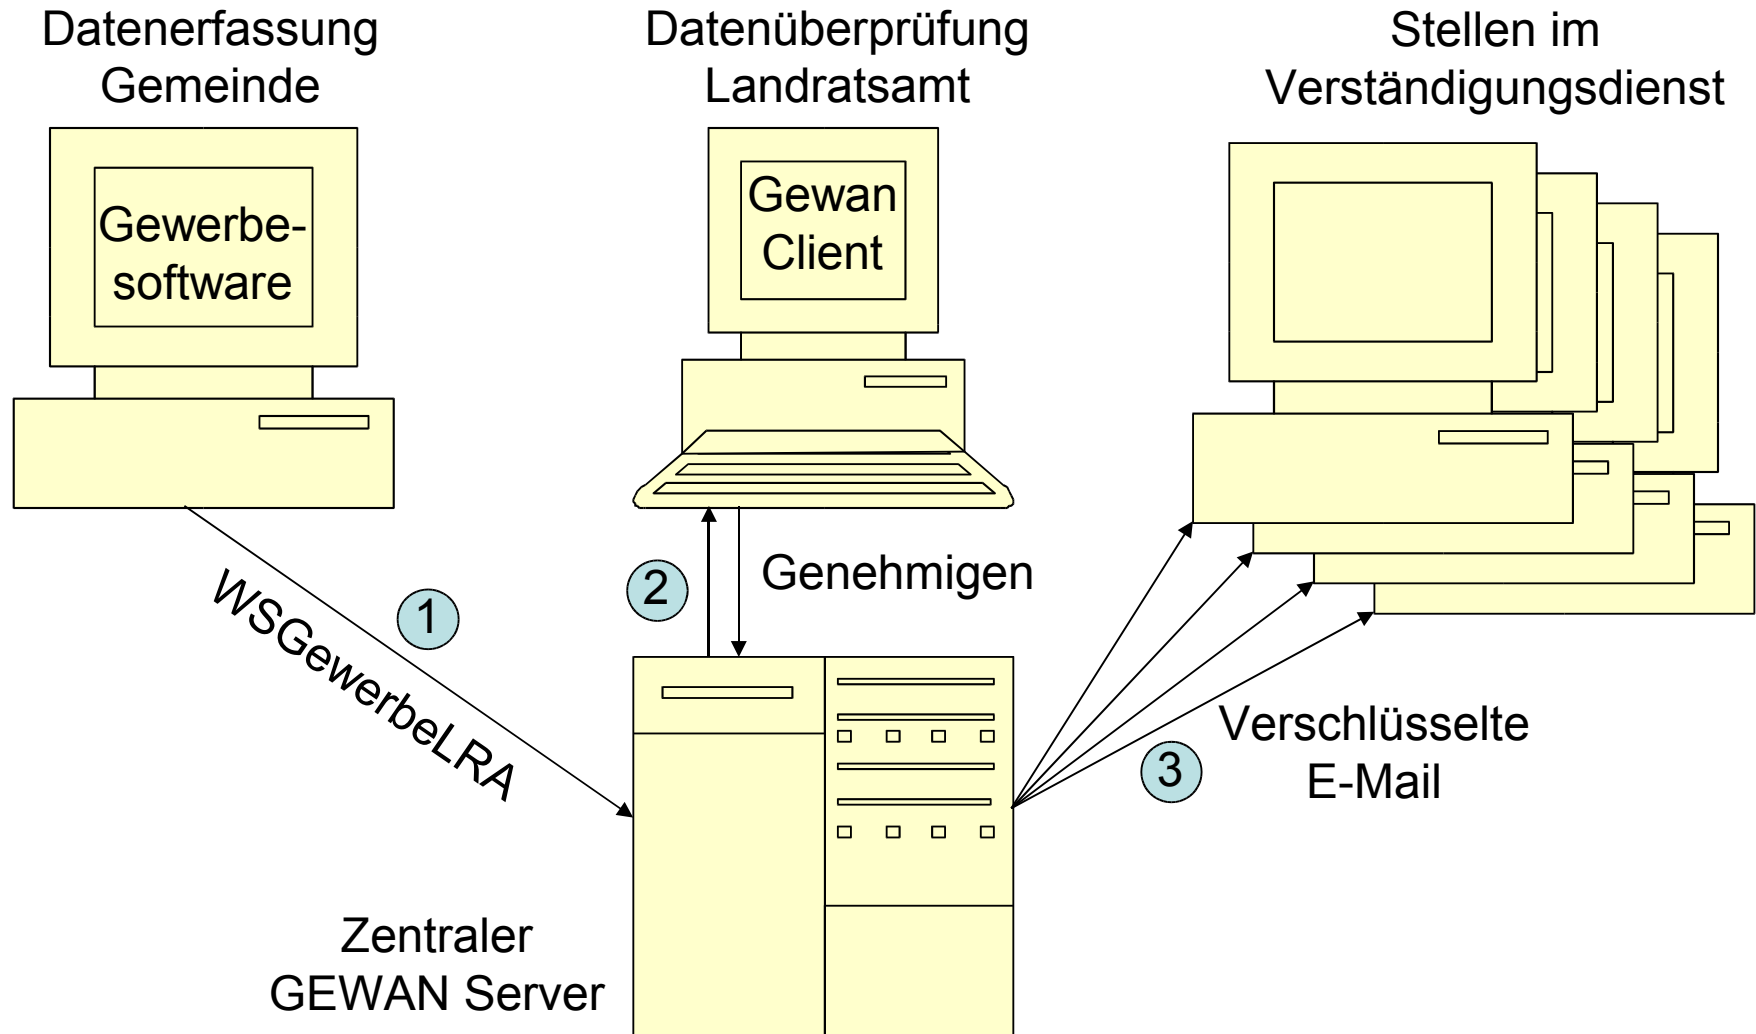 Datenerfassung
Gemeinde
Datenüberprüfung
Landratsamt
Stellen im
Verständigungsdienst
Gewerbe-
software
Gewan
Client
WSGewerbeLRA
1
2
Genehmigen
3
Verschlüsselte
E-Mail
Zentraler
GEWAN Server